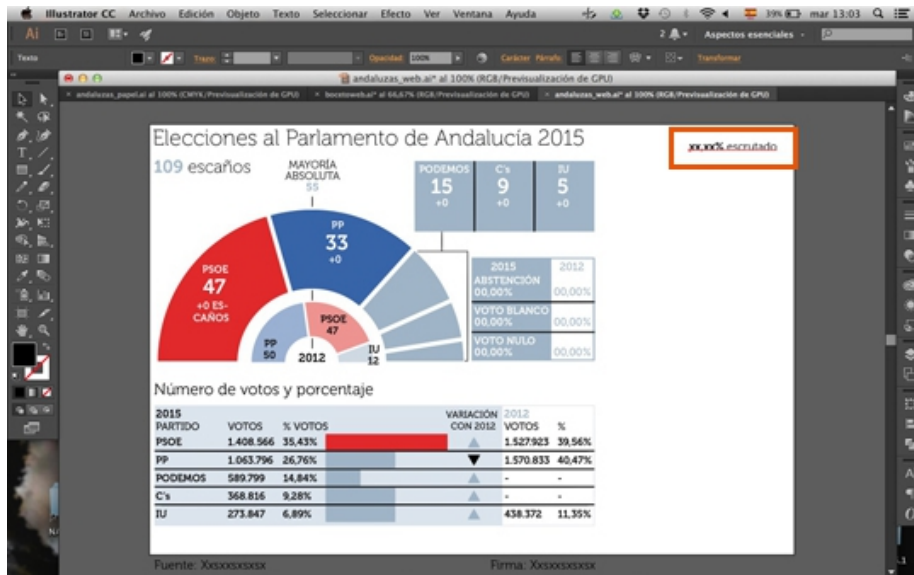 Illustrator CC Archivo Edición Objeto Texto Seleccionar Efecto Ver Ventana Ayuda 39% mar 13:03
Ai 2 Aspectos esenciales
Texto Trazo: Opacidad: 100% Carácter Párrafo: Transformar
andaluzas_web.ai* al 100% (RGB/Previsualización de GPU)
× andaluzas_papel.ai al 100% (CMYK/Previsualización de GPU) × bocetoweb.ai* al 66,67% (RGB/Previsualización de GPU) × andaluzas_web.ai* al 100% (RGB/Previsualización de GPU)
Elecciones al Parlamento de Andalucía 2015
xx,xx% escrutado
109 escaños
MAYORÍA
ABSOLUTA
55
PODEMOS C's IU
15 9 5
+0 +0 +0
PP
33
+0
PSOE
47
+0 ES-
CAÑOS
PSOE
47
PP
50
2012
IU
12
2015 2012
ABSTENCIÓN
00,00% 00,00%
VOTO BLANCO
00,00% 00,00%
VOTO NULO
00,00% 00,00%
Número de votos y porcentaje
2015 VARIACIÓN 2012
PARTIDO VOTOS % VOTOS CON 2012 VOTOS %
PSOE 1.408.566 35,43% 1.527.923 39,56%
PP 1.063.796 26,76% 1.570.833 40,47%
PODEMOS 589.799 14,84% - -
C's 368.816 9,28% - -
IU 273.847 6,89% 438.372 11,35%
Fuente: Xxsxxsxsxsx Firma: Xxsxxsxsxsx